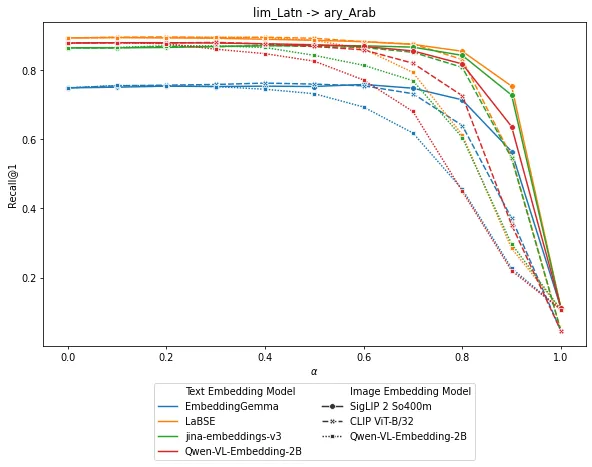 lim_Latn -> ary_Arab
Recall@1
0.8
0.6
0.4
0.2
0.0 0.2 0.4 0.6 0.8 1.0
α
Text Embedding Model Image Embedding Model
EmbeddingGemma SigLIP 2 So400m
LaBSE CLIP ViT-B/32
jina-embeddings-v3 Qwen-VL-Embedding-2B
Qwen-VL-Embedding-2B